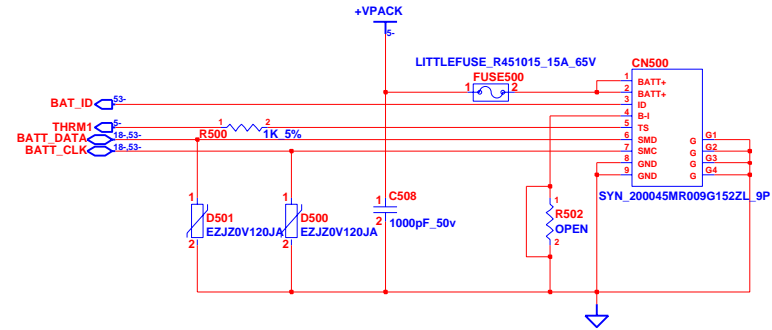 +VPACK
5-
LITTLEFUSE_R451015_15A_65V
FUSE500
1 2
CN500
1 BATT+
2 BATT+
BAT_ID 53- 3 ID
4 B-I
THRM1 5- 1 2 5 TS
R500 1K_5%
BATT_DATA 18-,53- 6 SMD G G1
BATT_CLK 18-,53- 7 SMC G G2
8 GND G G3
9 GND G G4
SYN_200045MR009G152ZL_9P
1 D501 2
EZJZ0V120JA
1 D500 2
EZJZ0V120JA
1 C508 2
1000pF_50v
1 R502 2
OPEN